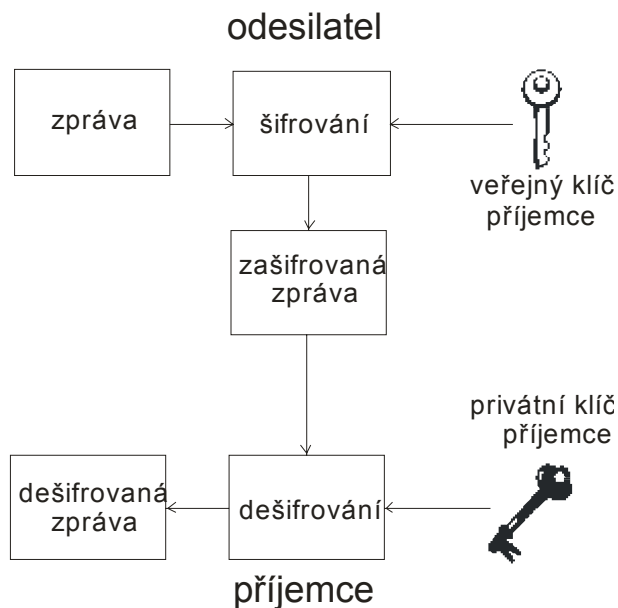 odesilatel
zpráva
šifrování
veřejný klíč
příjemce
zašifrovaná
zpráva
privátní klíč
příjemce
dešifrovaná
zpráva
dešifrování
příjemce